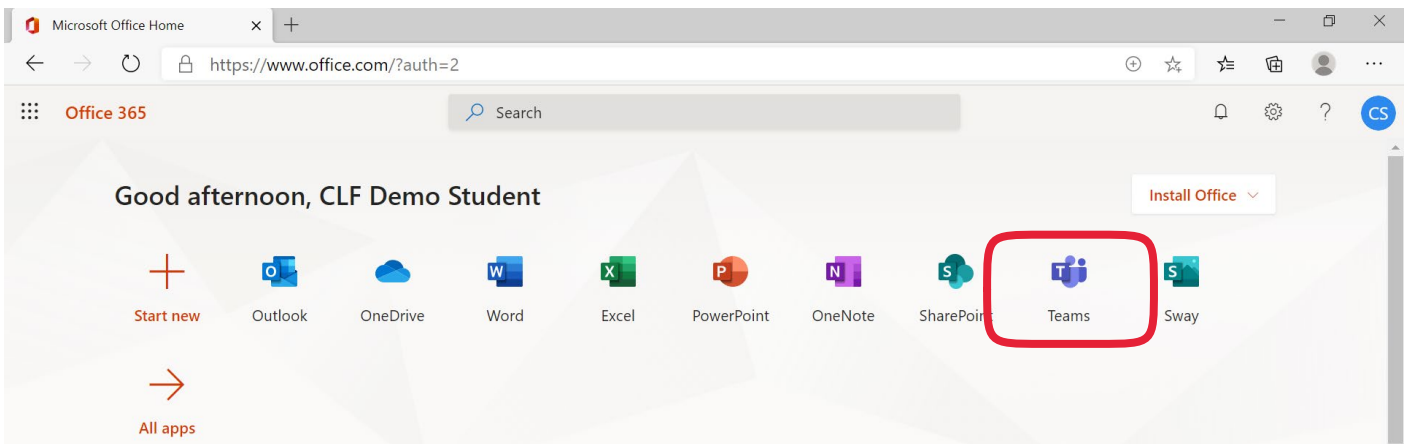 Microsoft Office Home
https://www.office.com/?auth=2
Office 365
Search
?
CS
Good afternoon, CLF Demo Student
Install Office
O
W
X
P
N
S
T
S
Start new
Outlook
OneDrive
Word
Excel
PowerPoint
OneNote
SharePoint
Teams
Sway
All apps